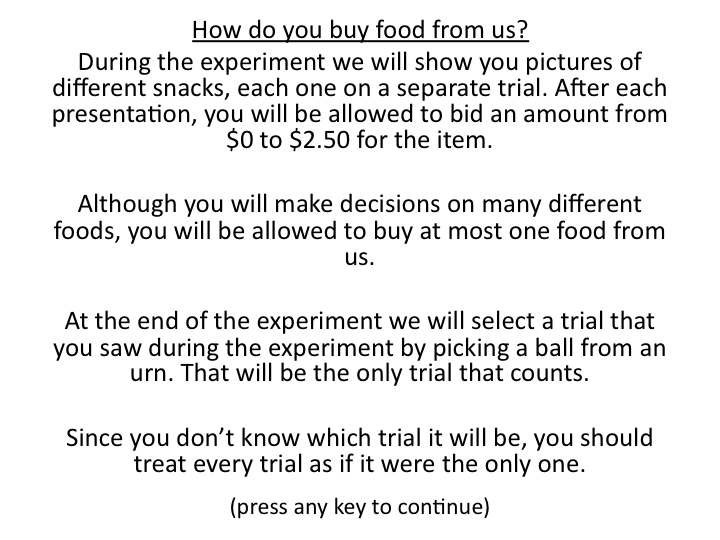 How do you buy food from us?
During the experiment we will show you pictures of
different snacks, each one on a separate trial. After each
presentation, you will be allowed to bid an amount from
$0 to $2.50 for the item.
Although you will make decisions on many different
foods, you will be allowed to buy at most one food from
us.
At the end of the experiment we will select a trial that
you saw during the experiment by picking a ball from an
urn. That will be the only trial that counts.
Since you don’t know which trial it will be, you should
treat every trial as if it were the only one.
(press any key to continue)